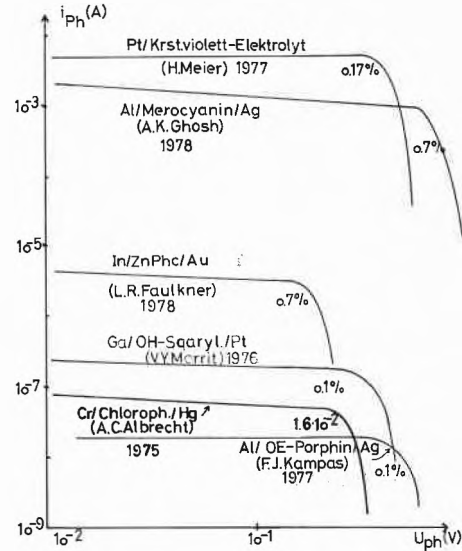 iPh(A)
Pt/Krst.violett-Elektrolyt
(H.Meier) 1977
0.17%
10-3
Al/Merocyanin/Ag
(A.K.Ghosh)
1978
0.7%
10-5
In/ZnPhc/Au
(L.R.Faulkner)
1978
0.7%
Ga/OH-Sqaryl./Pt
(V.Y.Merrit) 1976
10-7
0.1%
Cr/Chloroph./Hg
(A.C.Albrecht)
1.6·10-2
1975
Al/OE-Porphin/Ag
(F.J.Kampas)
1977
0.1%
10-9
10-2
10-1
Uph(V)